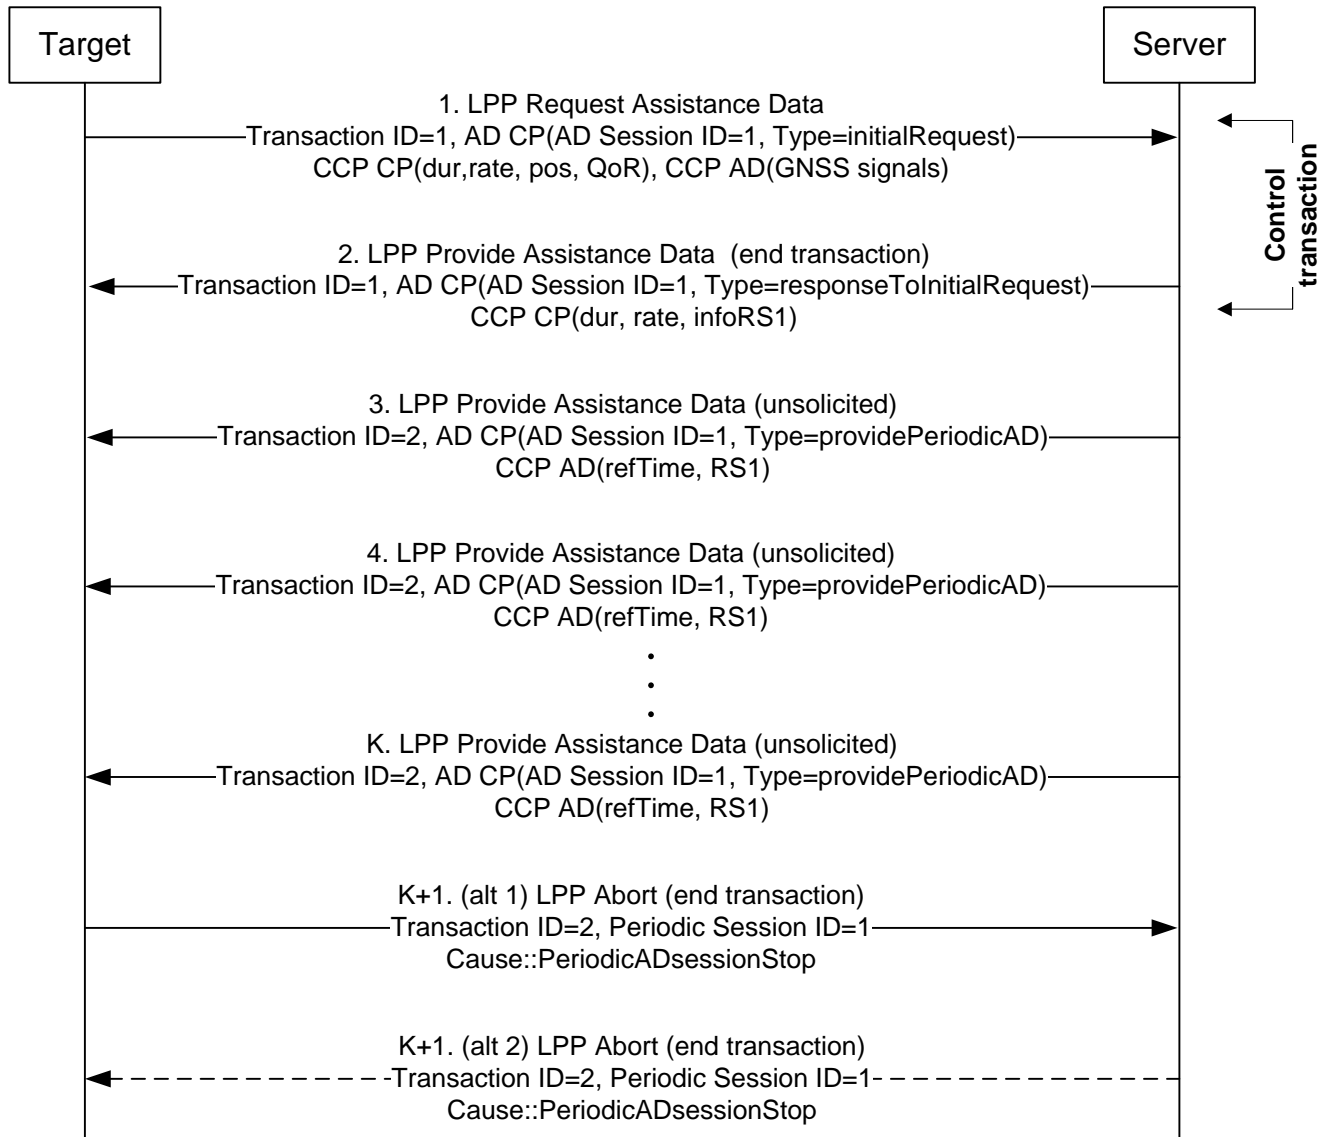 Target
Server
1. LPP Request Assistance Data
Transaction ID=1, AD CP(AD Session ID=1, Type=initialRequest)
CCP CP(dur,rate, pos, QoR), CCP AD(GNSS signals)
Control
transaction
2. LPP Provide Assistance Data (end transaction)
Transaction ID=1, AD CP(AD Session ID=1, Type=responseToInitialRequest)
CCP CP(dur, rate, infoRS1)
3. LPP Provide Assistance Data (unsolicited)
Transaction ID=2, AD CP(AD Session ID=1, Type=providePeriodicAD)
CCP AD(refTime, RS1)
4. LPP Provide Assistance Data (unsolicited)
Transaction ID=2, AD CP(AD Session ID=1, Type=providePeriodicAD)
CCP AD(refTime, RS1)
K. LPP Provide Assistance Data (unsolicited)
Transaction ID=2, AD CP(AD Session ID=1, Type=providePeriodicAD)
CCP AD(refTime, RS1)
K+1. (alt 1) LPP Abort (end transaction)
Transaction ID=2, Periodic Session ID=1
Cause::PeriodicADsessionStop
K+1. (alt 2) LPP Abort (end transaction)
Transaction ID=2, Periodic Session ID=1
Cause::PeriodicADsessionStop